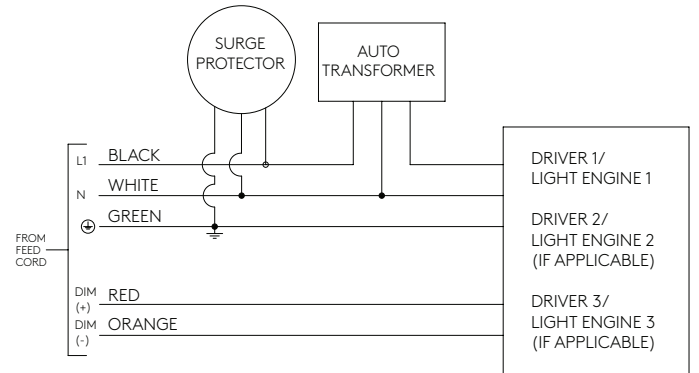 SURGE
PROTECTOR
AUTO
TRANSFORMER
L1 BLACK
N WHITE
GREEN
FROM
FEED
CORD
DIM
(+)
RED
DIM
(-)
ORANGE
DRIVER 1/
LIGHT ENGINE 1
DRIVER 2/
LIGHT ENGINE 2
(IF APPLICABLE)
DRIVER 3/
LIGHT ENGINE 3
(IF APPLICABLE)